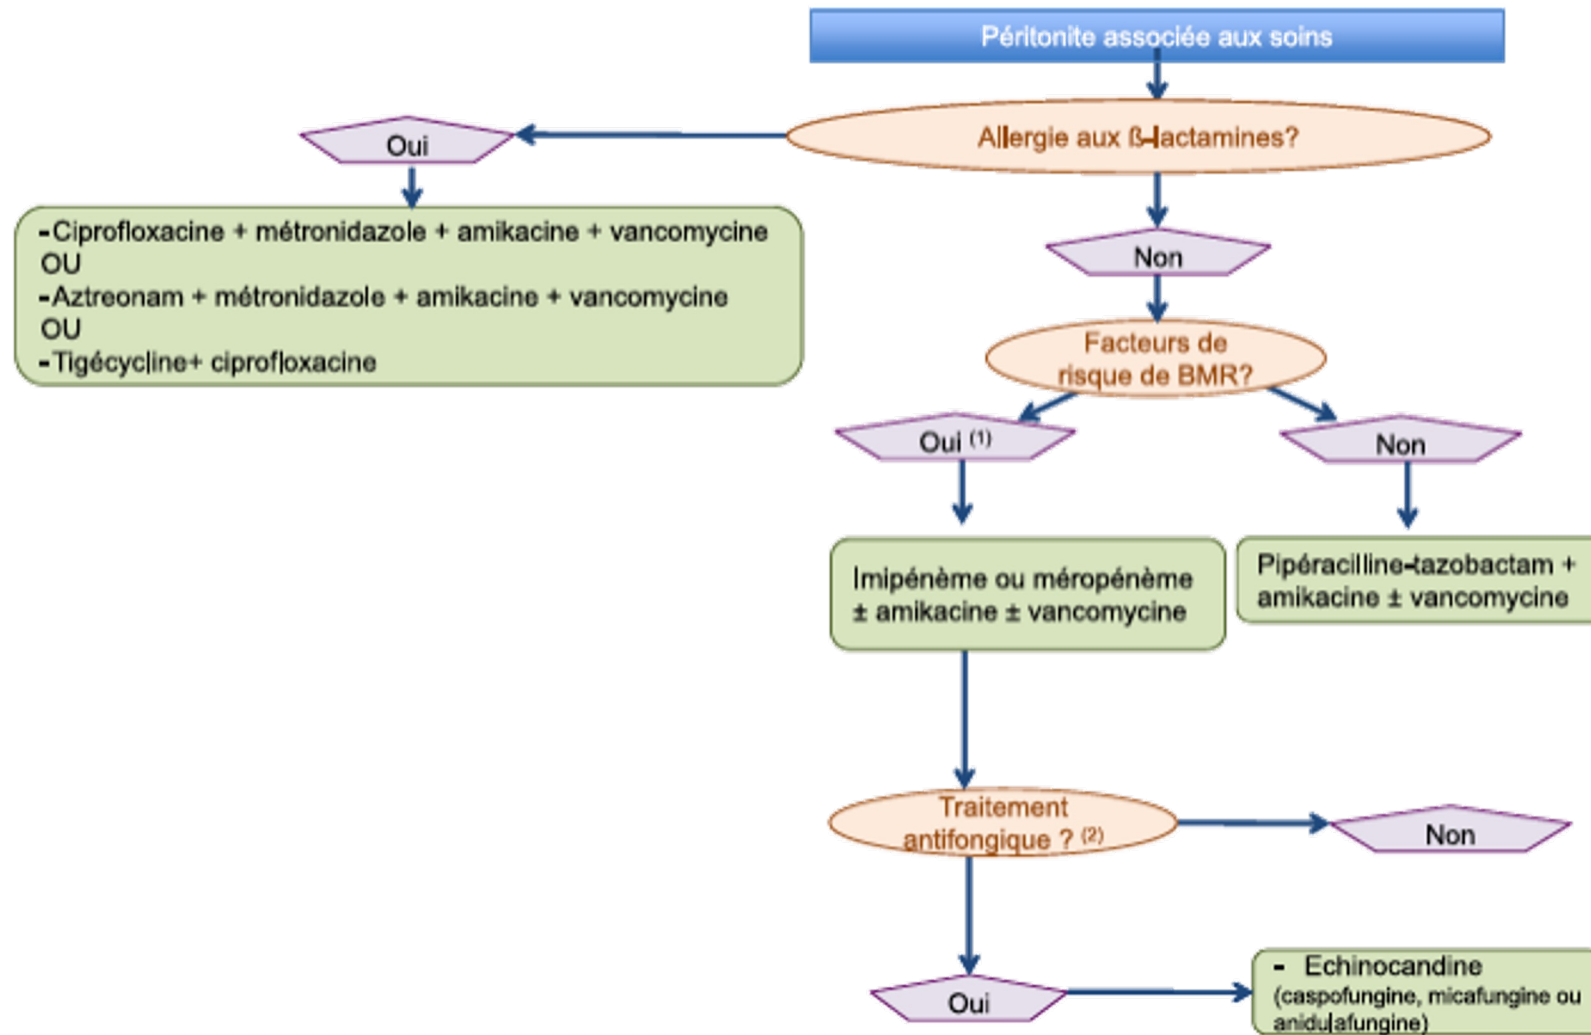 Péritonite associée aux soins
Allergie aux ß-lactamines?
Oui
-Ciprofloxacine + métronidazole + amikacine + vancomycine
OU
-Aztreonam + métronidazole + amikacine + vancomycine
OU
-Tigécycline+ ciprofloxacine
Non
Facteurs de
risque de BMR?
Oui (1)
Non
Imipénème ou méropénème
± amikacine ± vancomycine
Pipéracilline-tazobactam +
amikacine ± vancomycine
Traitement
antifongique ? (2)
Non
Oui
- Echinocandine
(caspofungine, micafungine ou
anidulafungine)